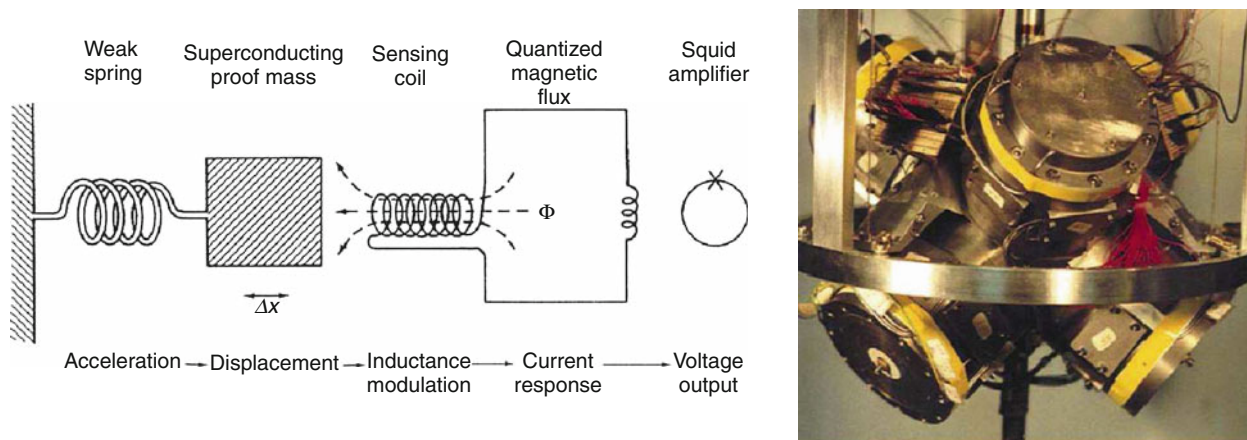 Weak
spring
Superconducting
proof mass
Sensing
coil
Quantized
magnetic
flux
Squid
amplifier
Φ
Δx
Acceleration
Displacement
Inductance
modulation
Current
response
Voltage
output